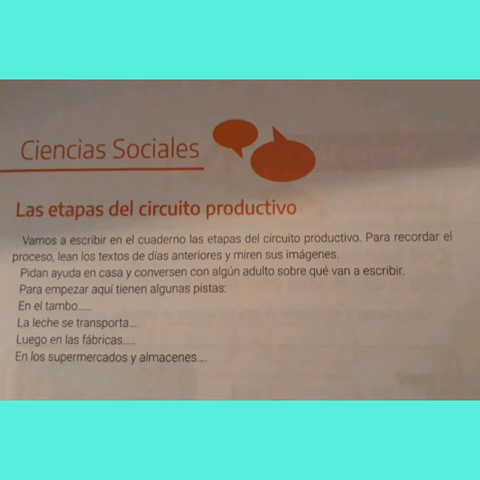 Ciencias Sociales
Las etapas del circuito productivo
Vamos a escribir en el cuaderno las etapas del circuito productivo. Para recordar el
proceso, lean los textos de días anteriores y miren sus imágenes.
Pidan ayuda en casa y conversen con algún adulto sobre qué van a escribir.
Para empezar aquí tienen algunas pistas:
En el tambo.....
La leche se transporta....
Luego en las fábricas.....
En los supermercados y almacenes....